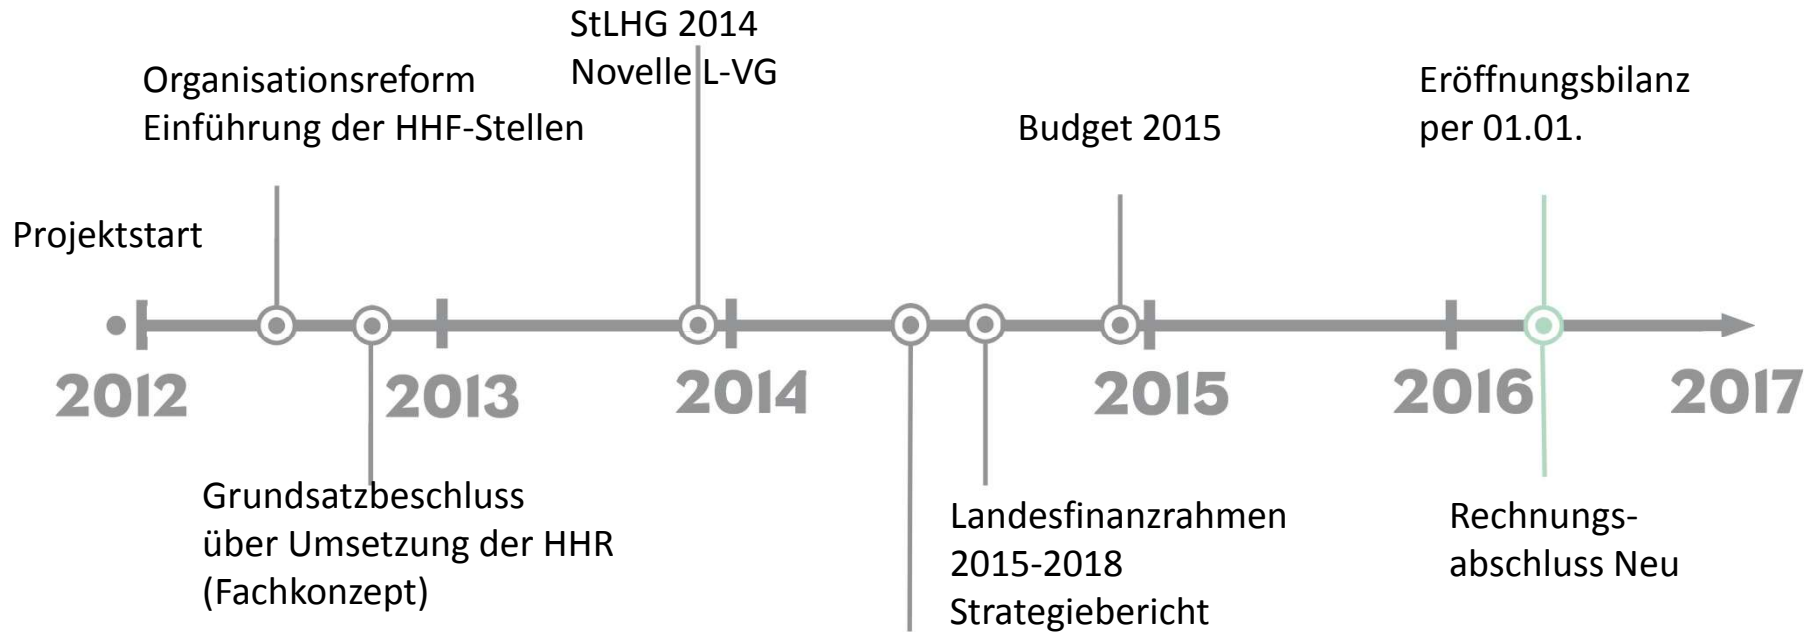 StLHG 2014
Novelle L-VG
Organisationsreform
Einführung der HHF-Stellen
Budget 2015
Eröffnungsbilanz
per 01.01.
Projektstart
2012
2013
2014
2015
2016
2017
Grundsatzbeschluss
über Umsetzung der HHR
(Fachkonzept)
Landesfinanzrahmen
2015-2018
Strategiebericht
Rechnungs-
abschluss Neu